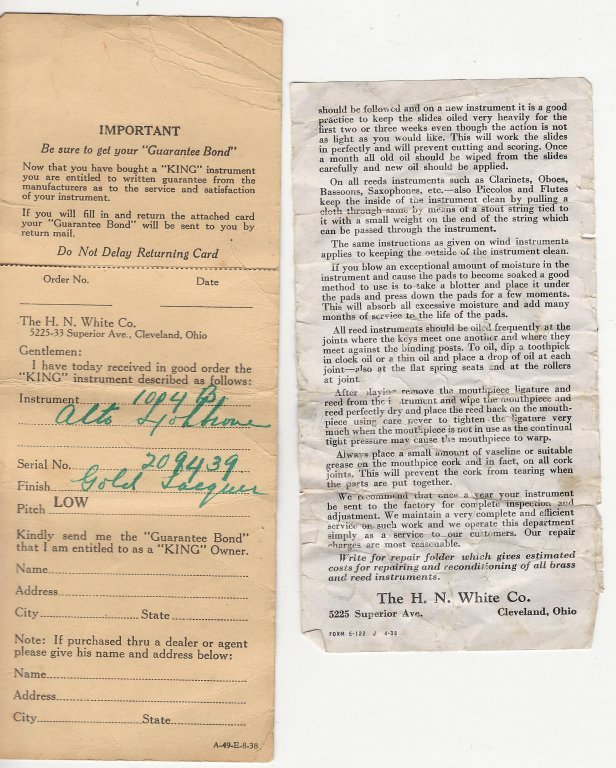 IMPORTANT
Be sure to get your "Guarantee Bond"
Now that you have bought a "KING" instrument
you are entitled to written guarantee from the
manufacturers as to the service and satisfaction
of your instrument.
If you will fill in and return the attached card
your "Guarantee Bond" will be sent to you by
return mail.
Do Not Delay Returning Card
Order No. Date
The H. N. White Co.
5225-33 Superior Ave., Cleveland, Ohio
Gentlemen:
I have today received in good order the
"KING" instrument described as follows:
Instrument 1004
Alto
Serial No. 209439
Finish Gold Lacquer
Pitch LOW
Kindly send me the "Guarantee Bond"
that I am entitled to as a "KING" Owner.
Name
Address
City State
Note: If purchased thru a dealer or agent
please give his name and address below:
Name
Address
City State
A-49-E-8-38
should be followed and on a new instrument it is a good
practice to keep the slides oiled very heavily for the
first two or three weeks even though the action is not
as light as you would like. This will work the slides
in perfectly and will prevent cutting and scoring. Once
a month all old oil should be wiped from the slides
carefully and new oil should be applied.
On all reeds instruments such as Clarinets, Oboes,
Bassoons, Saxophones, etc.—also Piccolos and Flutes
keep the inside of the instrument clean by pulling a
cloth through same by means of a stout string tied to
it with a small weight on the end of the string which
can be passed through the instrument.
The same instructions as given on wind instruments
applies to keeping the outside of the instrument clean.
If you blow an exceptional amount of moisture in the
instrument and cause the pads to become soaked a good
method to use is to take a blotter and place it under
the pads and press down the pads for a few moments.
This will absorb all excessive moisture and add many
months of service to the life of the pads.
All reed instruments should be oiled frequently at the
joints where the keys meet one another and where they
meet against the binding posts. To oil, dip a toothpick
in clock oil or a thin oil and place a drop of oil at each
joint—also at the flat spring seats and at the rollers
at joint.
After playing remove the mouthpiece ligature and
reed from the instrument and wipe the mouthpiece and
reed perfectly dry and place the reed back on the mouth-
piece using care never to tighten the ligature very
much when the mouthpiece is not in use as the continual
tight pressure may cause the mouthpiece to warp.
Always place a small amount of vaseline or suitable
grease on the mouthpiece cork and in fact, on all cork
joints. This will prevent the cork from tearing when
the parts are put together.
We recommend that once a year your instrument
be sent to the factory for complete inspection and
adjustment. We maintain a very complete and efficient
service on such work and we operate this department
simply as a service to our customers. Our repair
charges are most reasonable.
Write for repair folder which gives estimated
costs for repairing and reconditioning of all brass
and reed instruments.
The H. N. White Co.
5225 Superior Ave. Cleveland, Ohio
FORM E-122 J 4-36